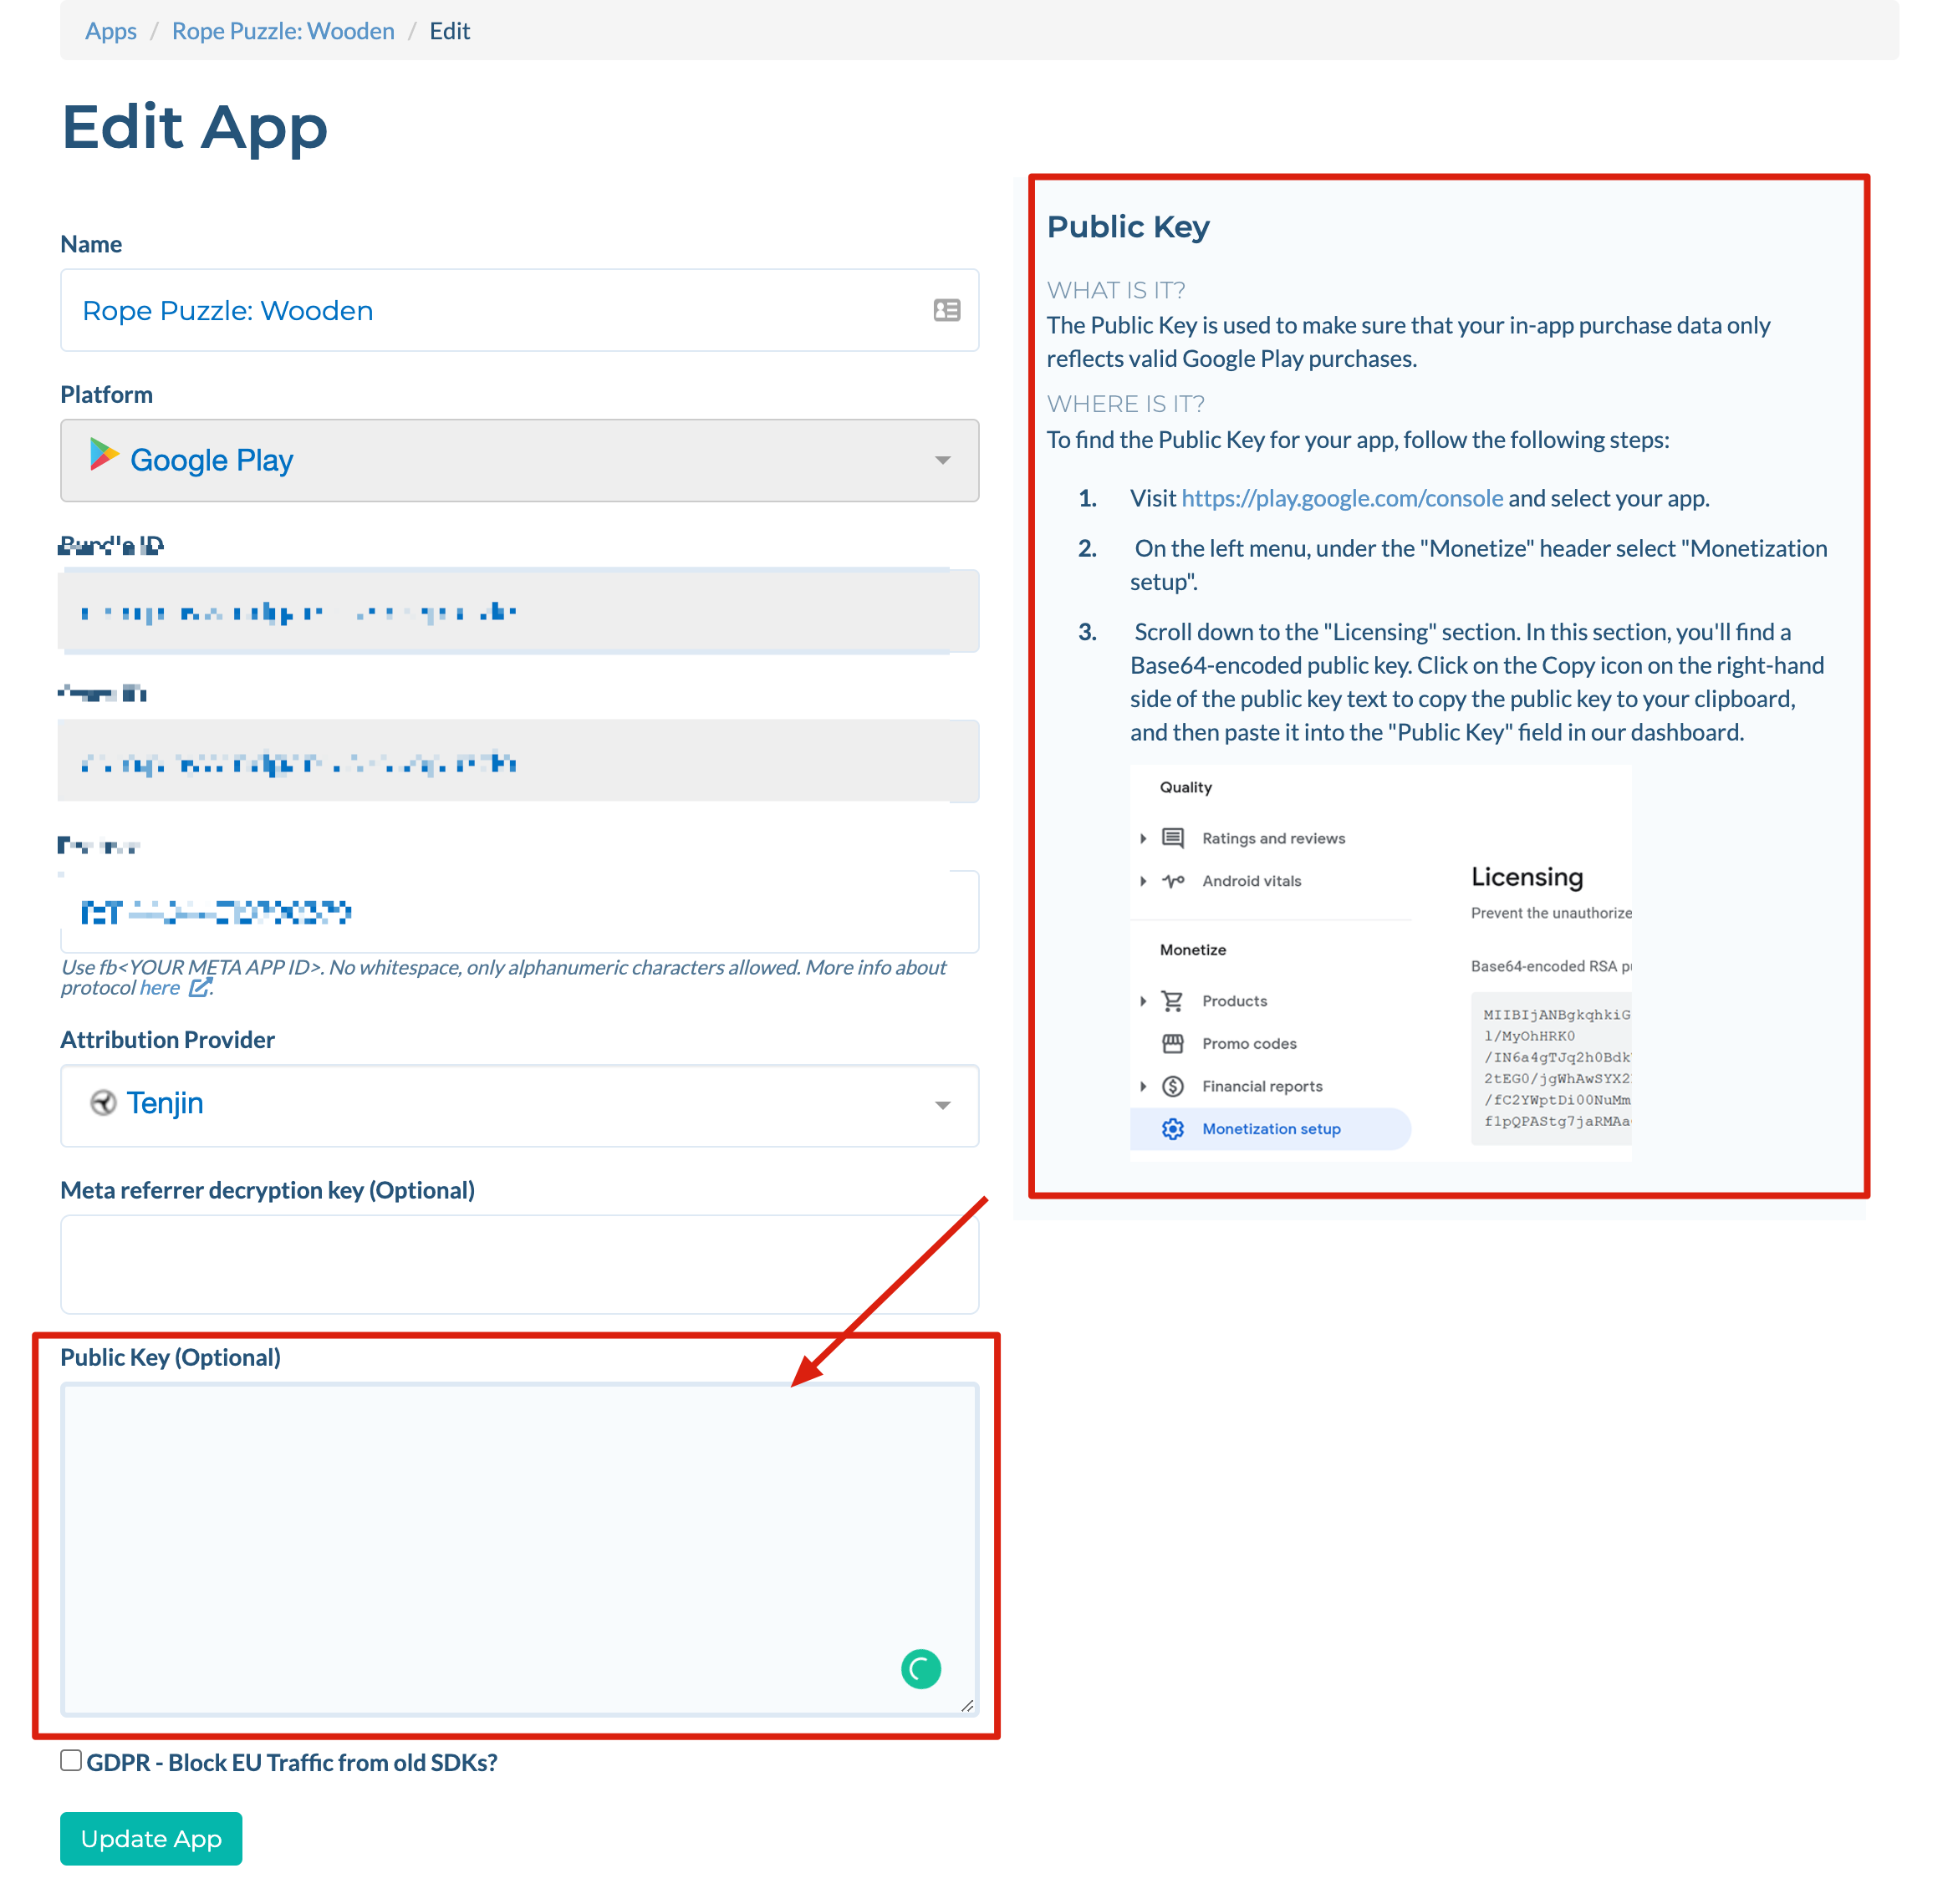 Apps / Rope Puzzle: Wooden / Edit
Edit App
Name
Rope Puzzle: Wooden
Platform
Google Play
Bundle ID
Use fb<YOUR META APP ID>. No whitespace, only alphanumeric characters allowed. More info about
protocol here .
Attribution Provider
Tenjin
Meta referrer decryption key (Optional)
Public Key (Optional)
GDPR - Block EU Traffic from old SDKs?
Update App
Public Key
WHAT IS IT?
The Public Key is used to make sure that your in-app purchase data only
reflects valid Google Play purchases.
WHERE IS IT?
To find the Public Key for your app, follow the following steps:
1. Visit https://play.google.com/console and select your app.
2. On the left menu, under the "Monetize" header select "Monetization
setup".
3. Scroll down to the "Licensing" section. In this section, you'll find a
Base64-encoded public key. Click on the Copy icon on the right-hand
side of the public key text to copy the public key to your clipboard,
and then paste it into the "Public Key" field in our dashboard.
Quality
Ratings and reviews
Android vitals
Monetize
Products
Promo codes
Financial reports
Monetization setup
Licensing
Prevent the unauthorize
Base64-encoded RSA p
MIIBIjANBgkqhkiG
l/MyOhHRK0
/IN6a4gTJq2h0Bdk
2tEG0/jgWhAwSYX2
/fC2YWptDi00NuMm
f1pQPAStg7jaRMAa